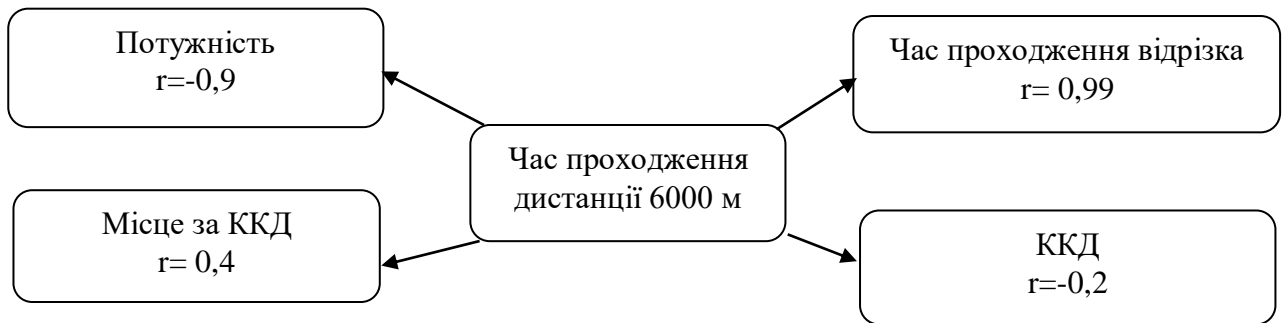 Потужність
r=-0,9
Час проходження відрізка
r= 0,99
Час проходження
дистанції 6000 м
Місце за ККД
r= 0,4
ККД
r=-0,2